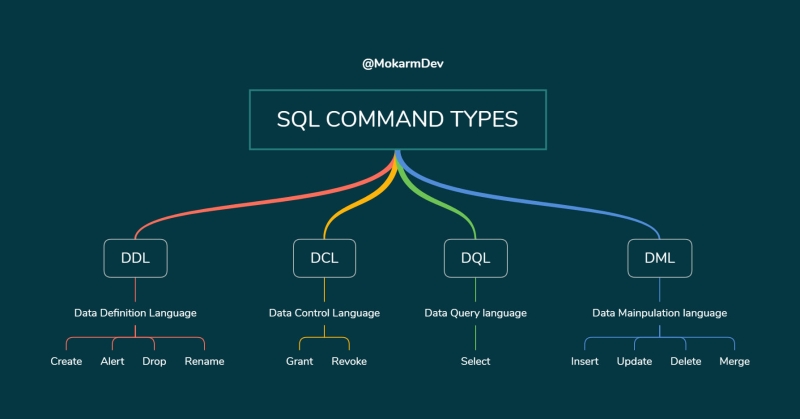 @MokarmDev
SQL COMMAND TYPES
DDL
DCL
DQL
DML
Data Definition Language
Data Control Language
Data Query language
Data Mainpulation language
Create
Alert
Drop
Rename
Grant
Revoke
Select
Insert
Update
Delete
Merge